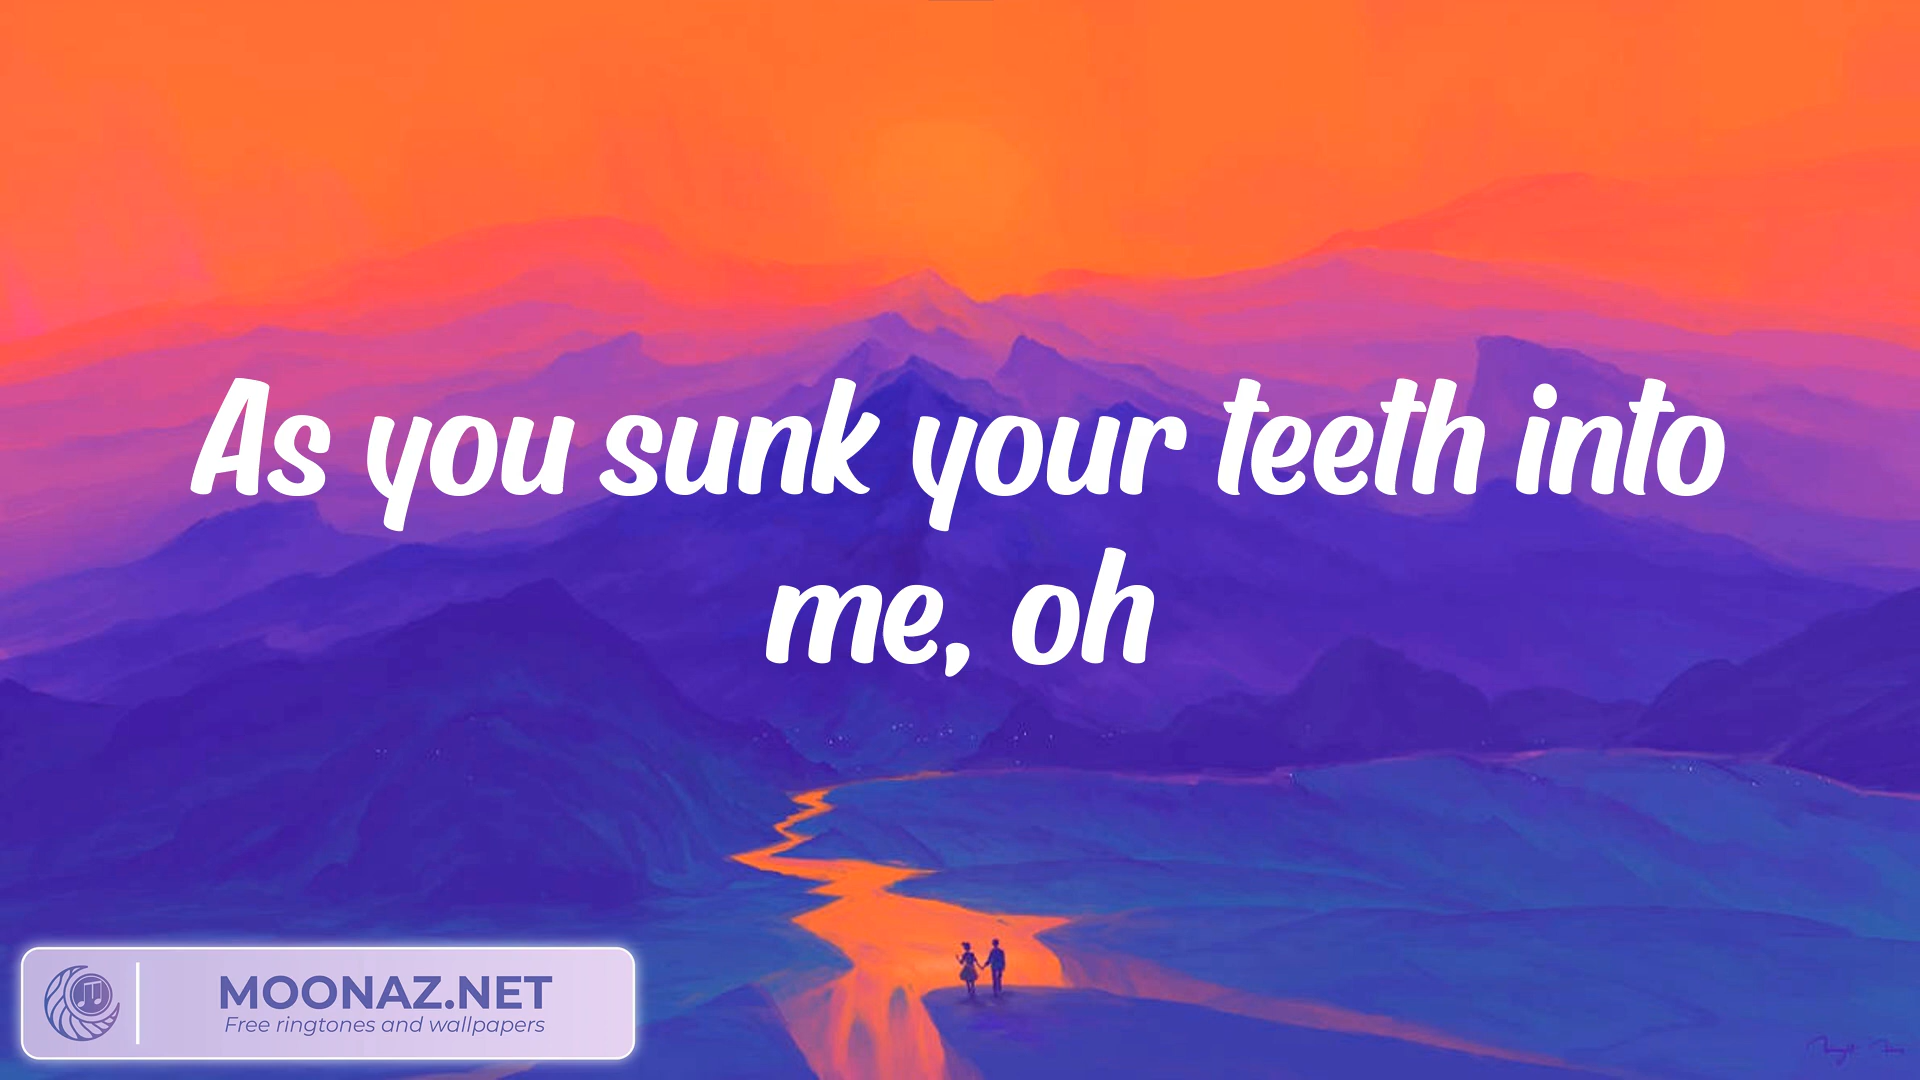 As you sunk your teeth into
me, oh
MOONAZ.NET
Free ringtones and wallpapers